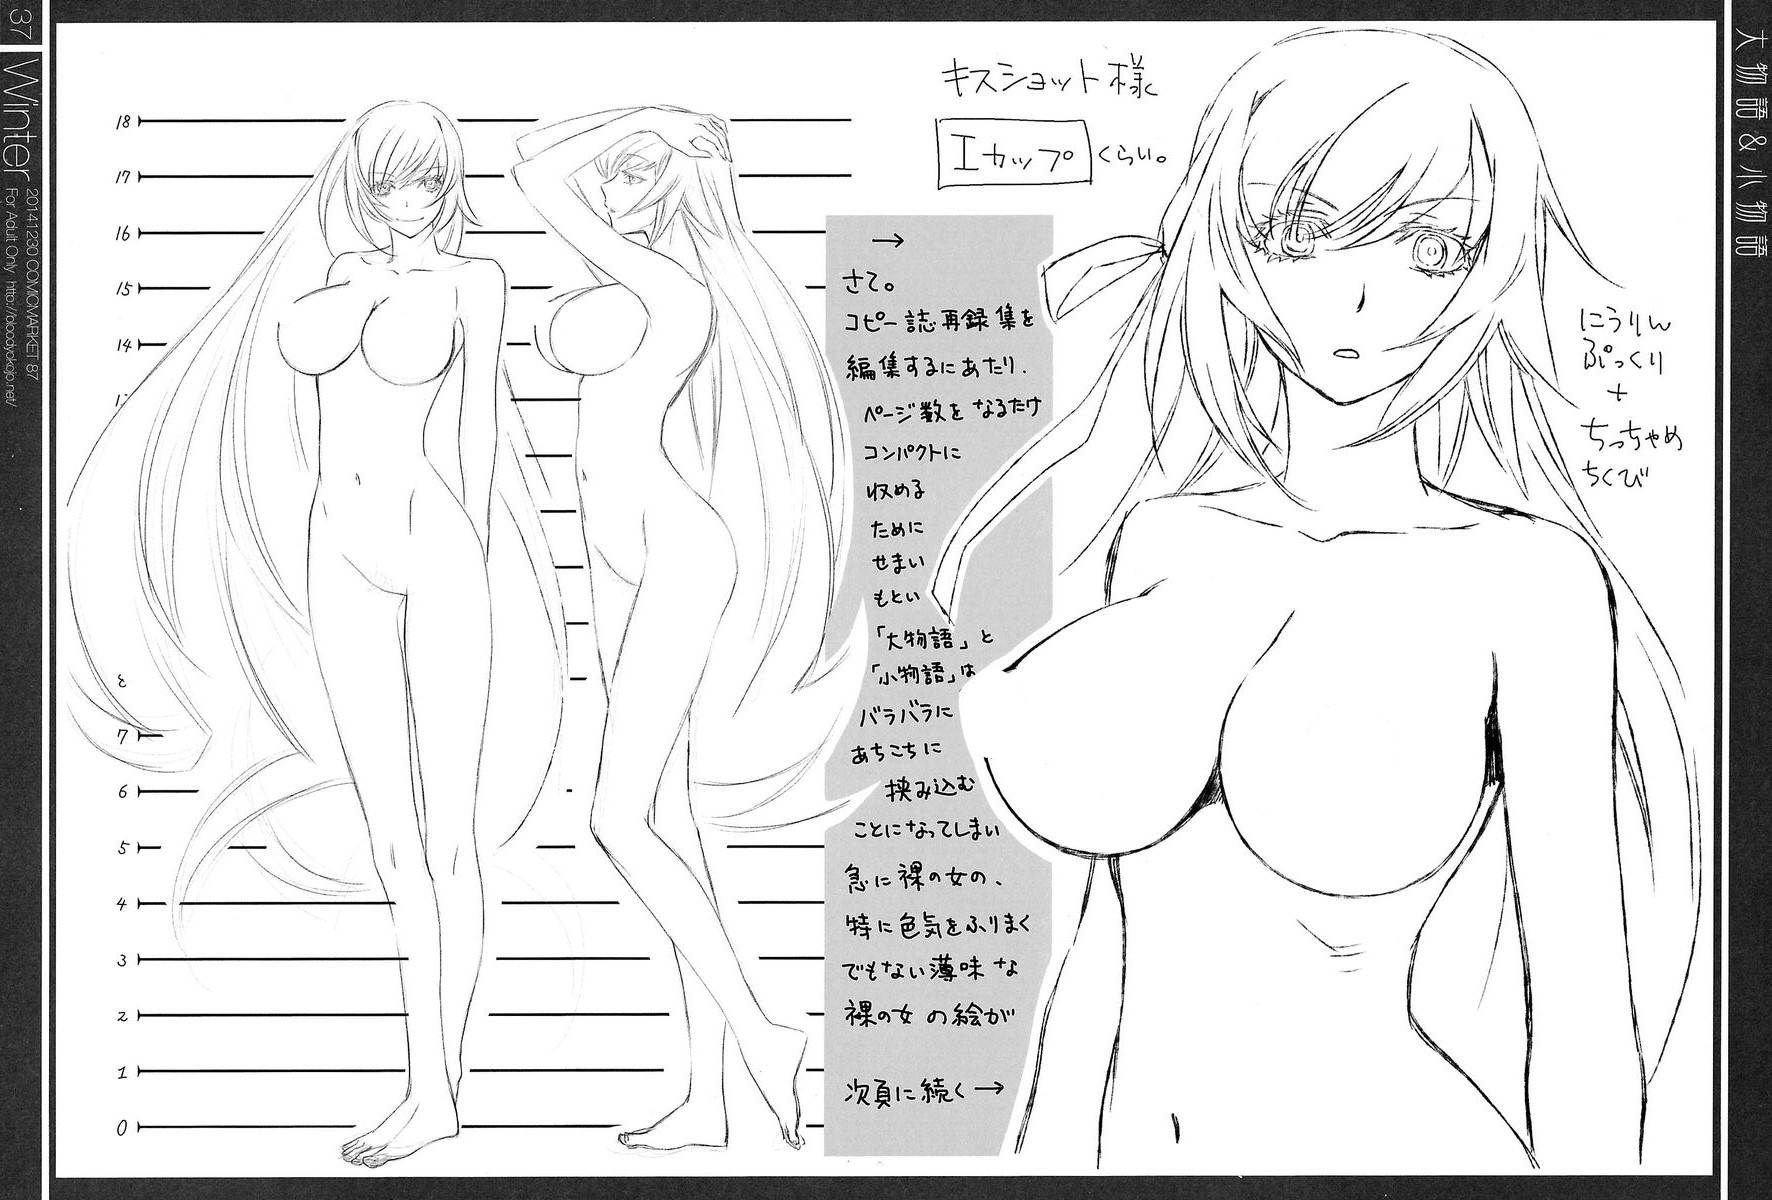 37
Winter
20141230 COMICMARKET 87
For Adult Only http://bloodyokojo.net/
大物語&小物語
キスショット様
Iカップ くらい。
にうりん
ぷっくり
+
ちっちゃめ
ちくび
→
さて。
コピー誌再録集を
編集するにあたり、
ページ数を なるたけ
コンパクトに
収める
ために
せまい
もとい
「大物語」と
「小物語」は
バラバラに
あちこちに
挟み込む
ことになってしまい
急に裸の女の、
特に色気をふりまく
でもない薄味な
裸の女の絵が
次頁に続く→
18
17
16
15
14
8
7
6
5
4
3
2
1
0